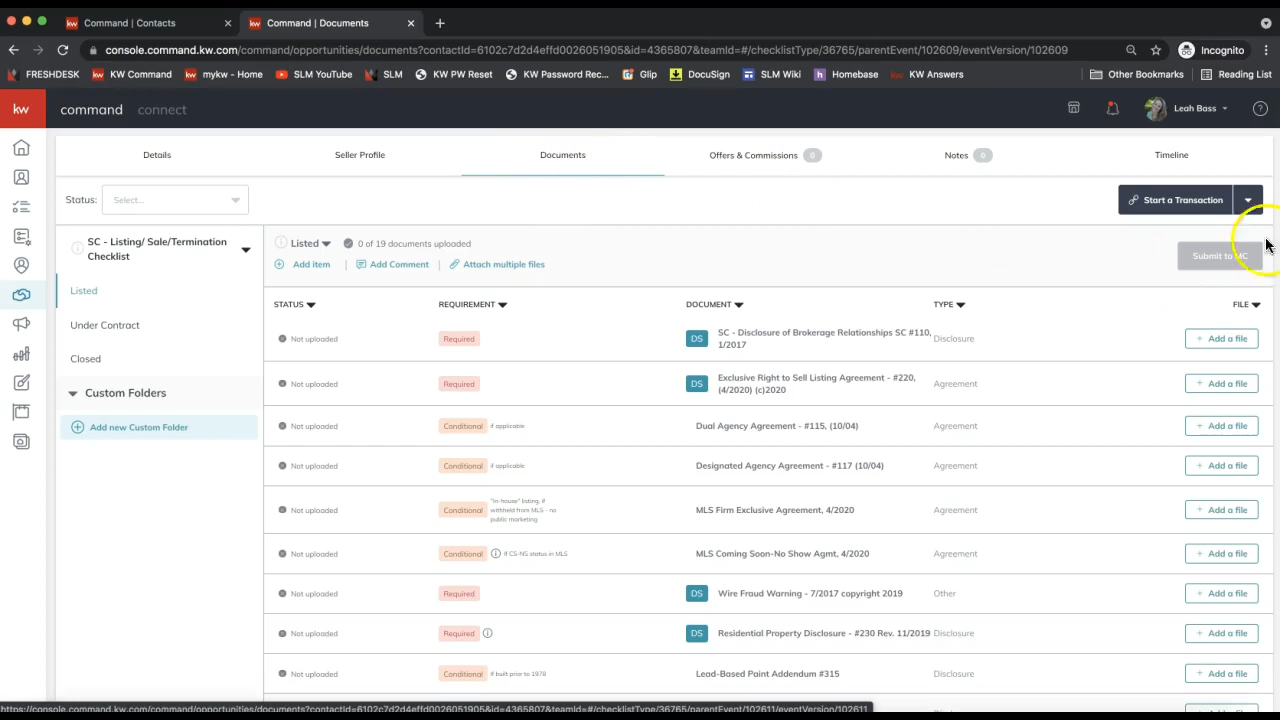 Command | Contacts
Command | Documents
console.command.kw.com/command/opportunities/documents?contactId=6102c7d2d4effd0026051905&id=4365807&teamId=#/checklistType/36765/parentEvent/102609/eventVersion/102609
Incognito
FRESHDESK
KW Command
mykw - Home
SLM YouTube
SLM
KW PW Reset
KW Password Rec...
Glip
DocuSign
SLM Wiki
Homebase
KW Answers
Other Bookmarks
Reading List
kw
command
connect
Leah Bass
Details
Seller Profile
Documents
Offers & Commissions 0
Notes 0
Timeline
Status:
Select...
Start a Transaction
SC - Listing/ Sale/Termination
Checklist
Listed
Under Contract
Closed
Custom Folders
Add new Custom Folder
Listed
0 of 19 documents uploaded
Add item
Add Comment
Attach multiple files
Submit to MC
STATUS
REQUIREMENT
DOCUMENT
TYPE
FILE
Not uploaded
Required
DS
SC - Disclosure of Brokerage Relationships SC #110,
1/2017
Disclosure
+ Add a file
Not uploaded
Required
DS
Exclusive Right to Sell Listing Agreement - #220,
(4/2020) (c)2020
Agreement
+ Add a file
Not uploaded
Conditional
if applicable
Dual Agency Agreement - #115, (10/04)
Agreement
+ Add a file
Not uploaded
Conditional
if applicable
Designated Agency Agreement - #117 (10/04)
Agreement
+ Add a file
Not uploaded
Conditional
"In-house" listing, if
withheld from MLS - no
public marketing
MLS Firm Exclusive Agreement, 4/2020
Agreement
+ Add a file
Not uploaded
Conditional
if CS-NS status in MLS
MLS Coming Soon-No Show Agmt, 4/2020
Agreement
+ Add a file
Not uploaded
Required
DS
Wire Fraud Warning - 7/2017 copyright 2019
Other
+ Add a file
Not uploaded
Required
DS
Residential Property Disclosure - #230 Rev. 11/2019
Disclosure
+ Add a file
Not uploaded
Conditional
if built prior to 1978
Lead-Based Paint Addendum #315
Disclosure
+ Add a file
https://console.command.kw.com/command/opportunities/documents?contactId=6102c7d2d4effd0026051905&id=4365807&teamId=#/checklistType/36765/parentEvent/102611/eventVersion/102611